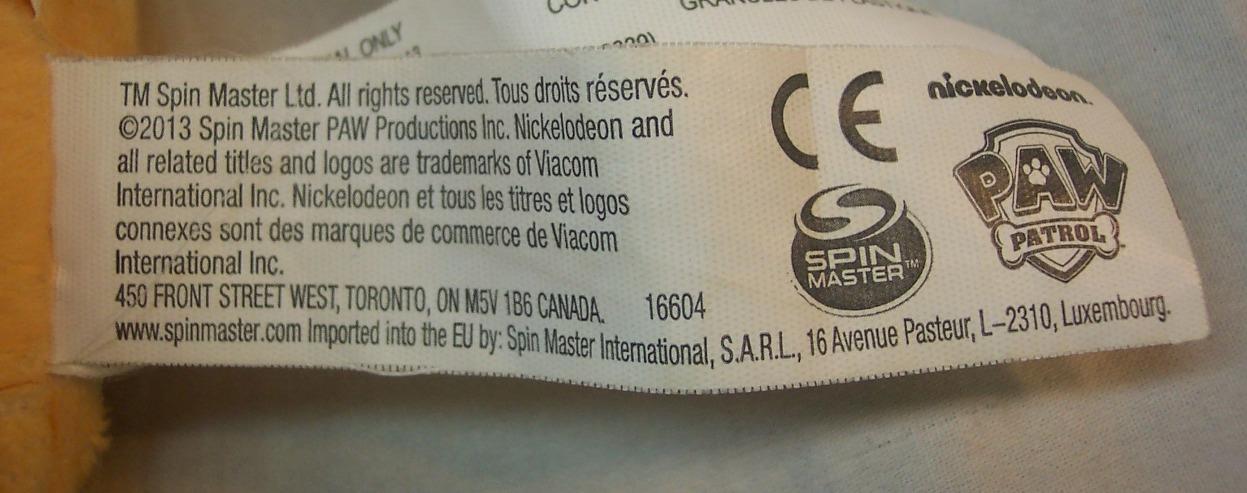 ONLY
TM Spin Master Ltd. All rights reserved. Tous droits réservés.
©2013 Spin Master PAW Productions Inc. Nickelodeon and
all related titles and logos are trademarks of Viacom
International Inc. Nickelodeon et tous les titres et logos
connexes sont des marques de commerce de Viacom
International Inc.
450 FRONT STREET WEST, TORONTO, ON M5V 1B6 CANADA. 16604
www.spinmaster.com Imported into the EU by: Spin Master International, S.A.R.L., 16 Avenue Pasteur, L-2310, Luxembourg.
CE
SPIN
MASTER™
nickelodeon.
PAW
PATROL